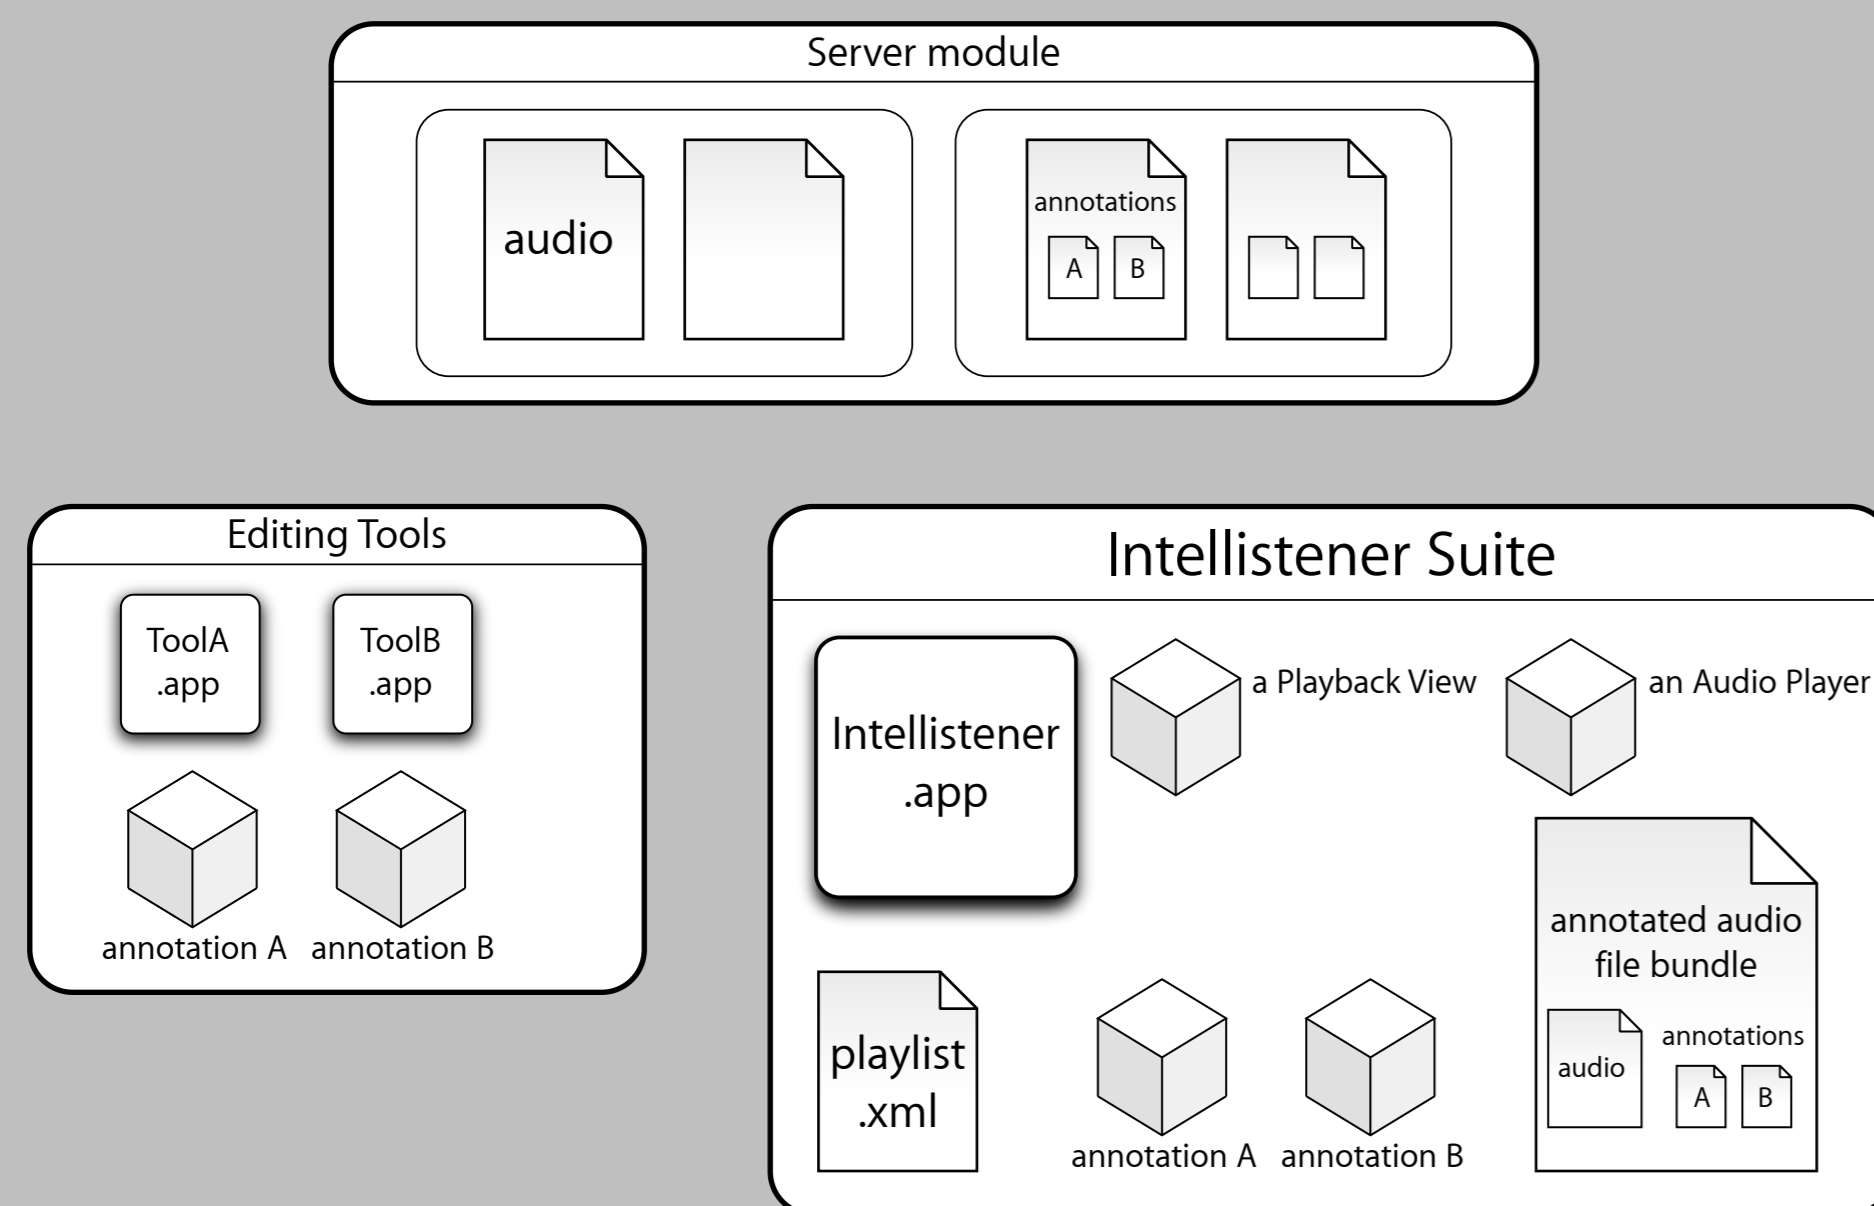 Server module
audio
annotations
A
B
Editing Tools
ToolA
.app
ToolB
.app
annotation A
annotation B
Intellistener Suite
Intellistener
.app
a Playback View
an Audio Player
playlist
.xml
annotation A
annotation B
annotated audio
file bundle
audio
annotations
A
B